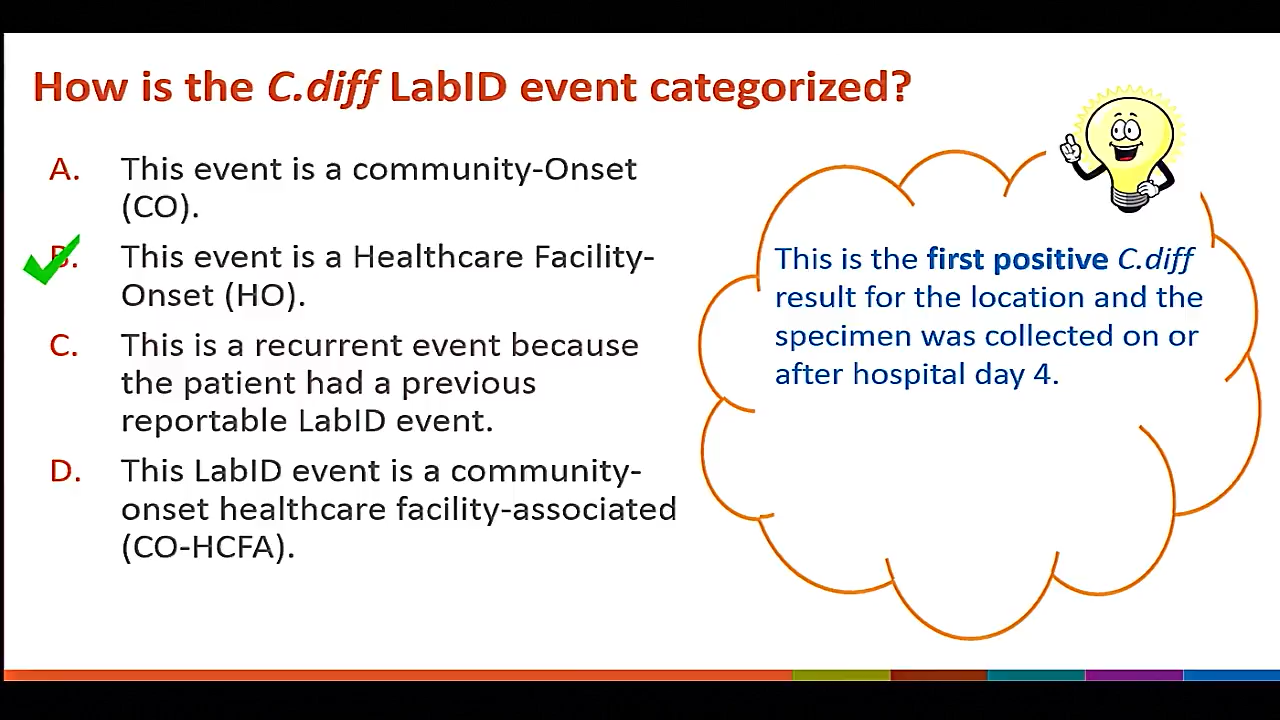 How is the C.diff LabID event categorized?
A. This event is a community-Onset
(CO).
B. This event is a Healthcare Facility-
Onset (HO).
C. This is a recurrent event because
the patient had a previous
reportable LabID event.
D. This LabID event is a community-
onset healthcare facility-associated
(CO-HCFA).
This is the first positive C.diff
result for the location and the
specimen was collected on or
after hospital day 4.